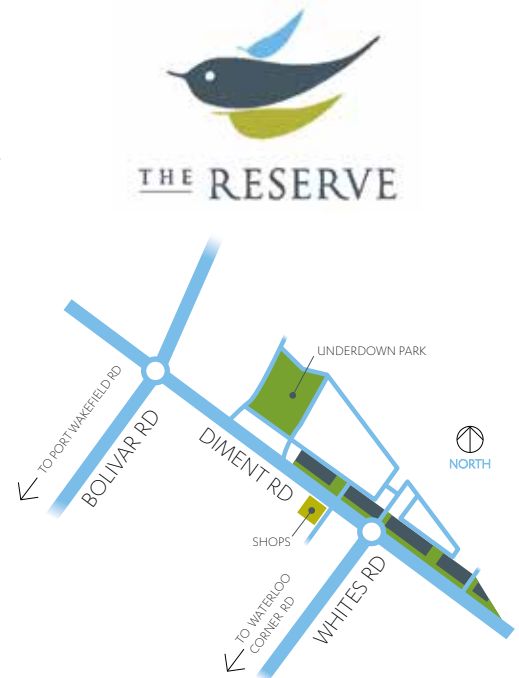 THE RESERVE
UNDERDOWN PARK
TO PORT WAKEFIELD RD
BOLIVAR RD
DIMENT RD
NORTH
SHOPS
TO WATERLOO
CORNER RD
WHITES RD